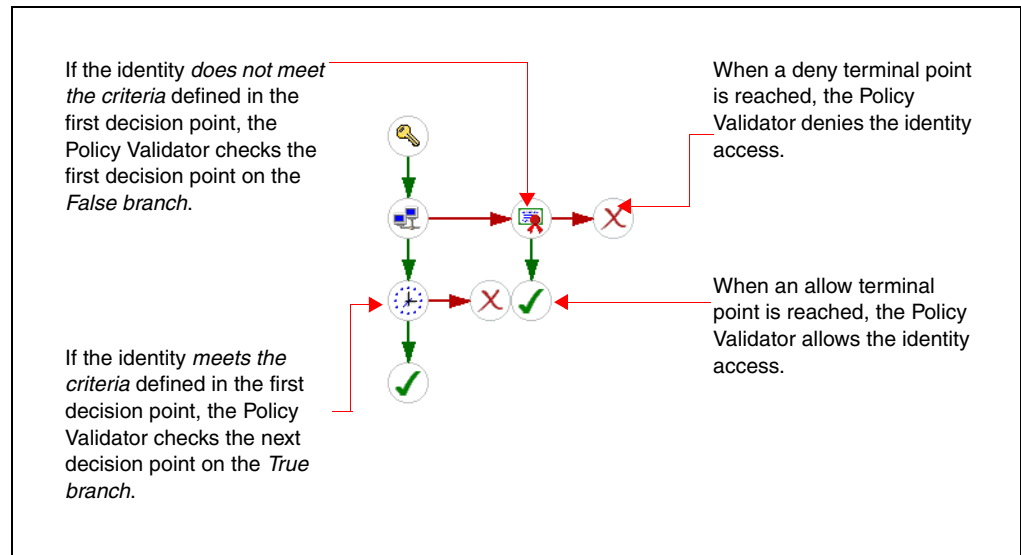 If the identity does not meet
the criteria defined in the
first decision point, the
Policy Validator checks the
first decision point on the
False branch.
When a deny terminal point
is reached, the Policy
Validator denies the identity
access.
If the identity meets the
criteria defined in the first
decision point, the Policy
Validator checks the next
decision point on the True
branch.
When an allow terminal
point is reached, the Policy
Validator allows the identity
access.